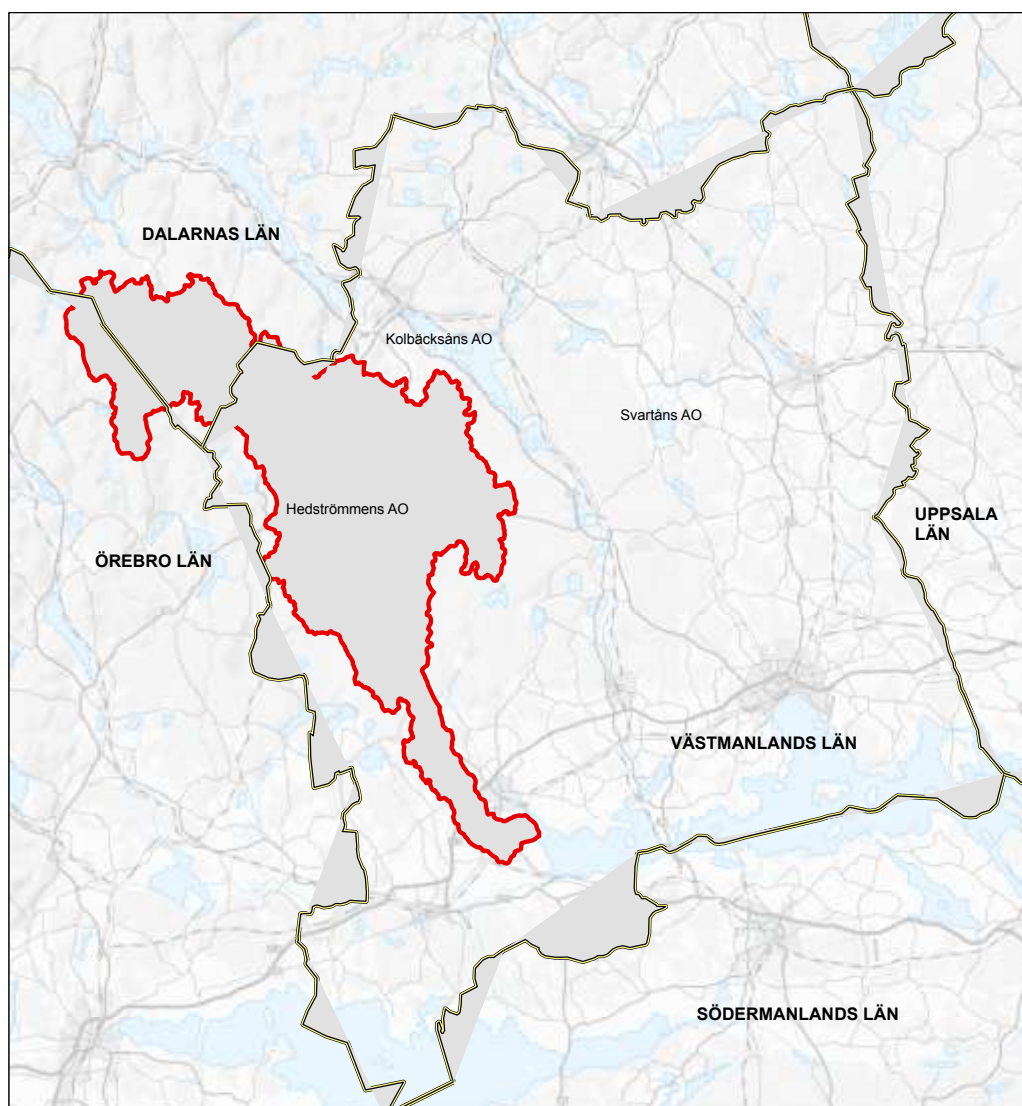 DALARNAS LÄN
Kolbäcksåns AO
Svartåns AO
Hedströmmens AO
UPPSALA
LÄN
ÖREBRO LÄN
VÄSTMANLANDS LÄN
SÖDERMANLANDS LÄN